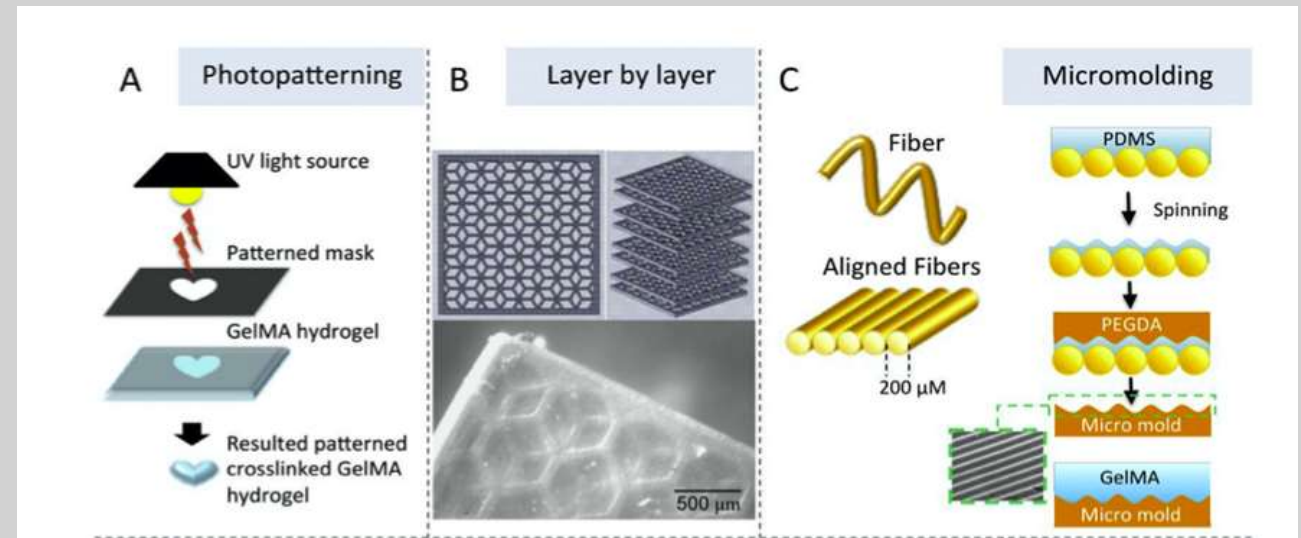 A
Photopatterning
UV light source
Patterned mask
GelMA hydrogel
Resulted patterned
crosslinked GelMA
hydrogel
B
Layer by layer
500 µm
C
Micromolding
Fiber
Aligned Fibers
200 µM
PDMS
Spinning
PEGDA
Micro mold
GelMA
Micro mold